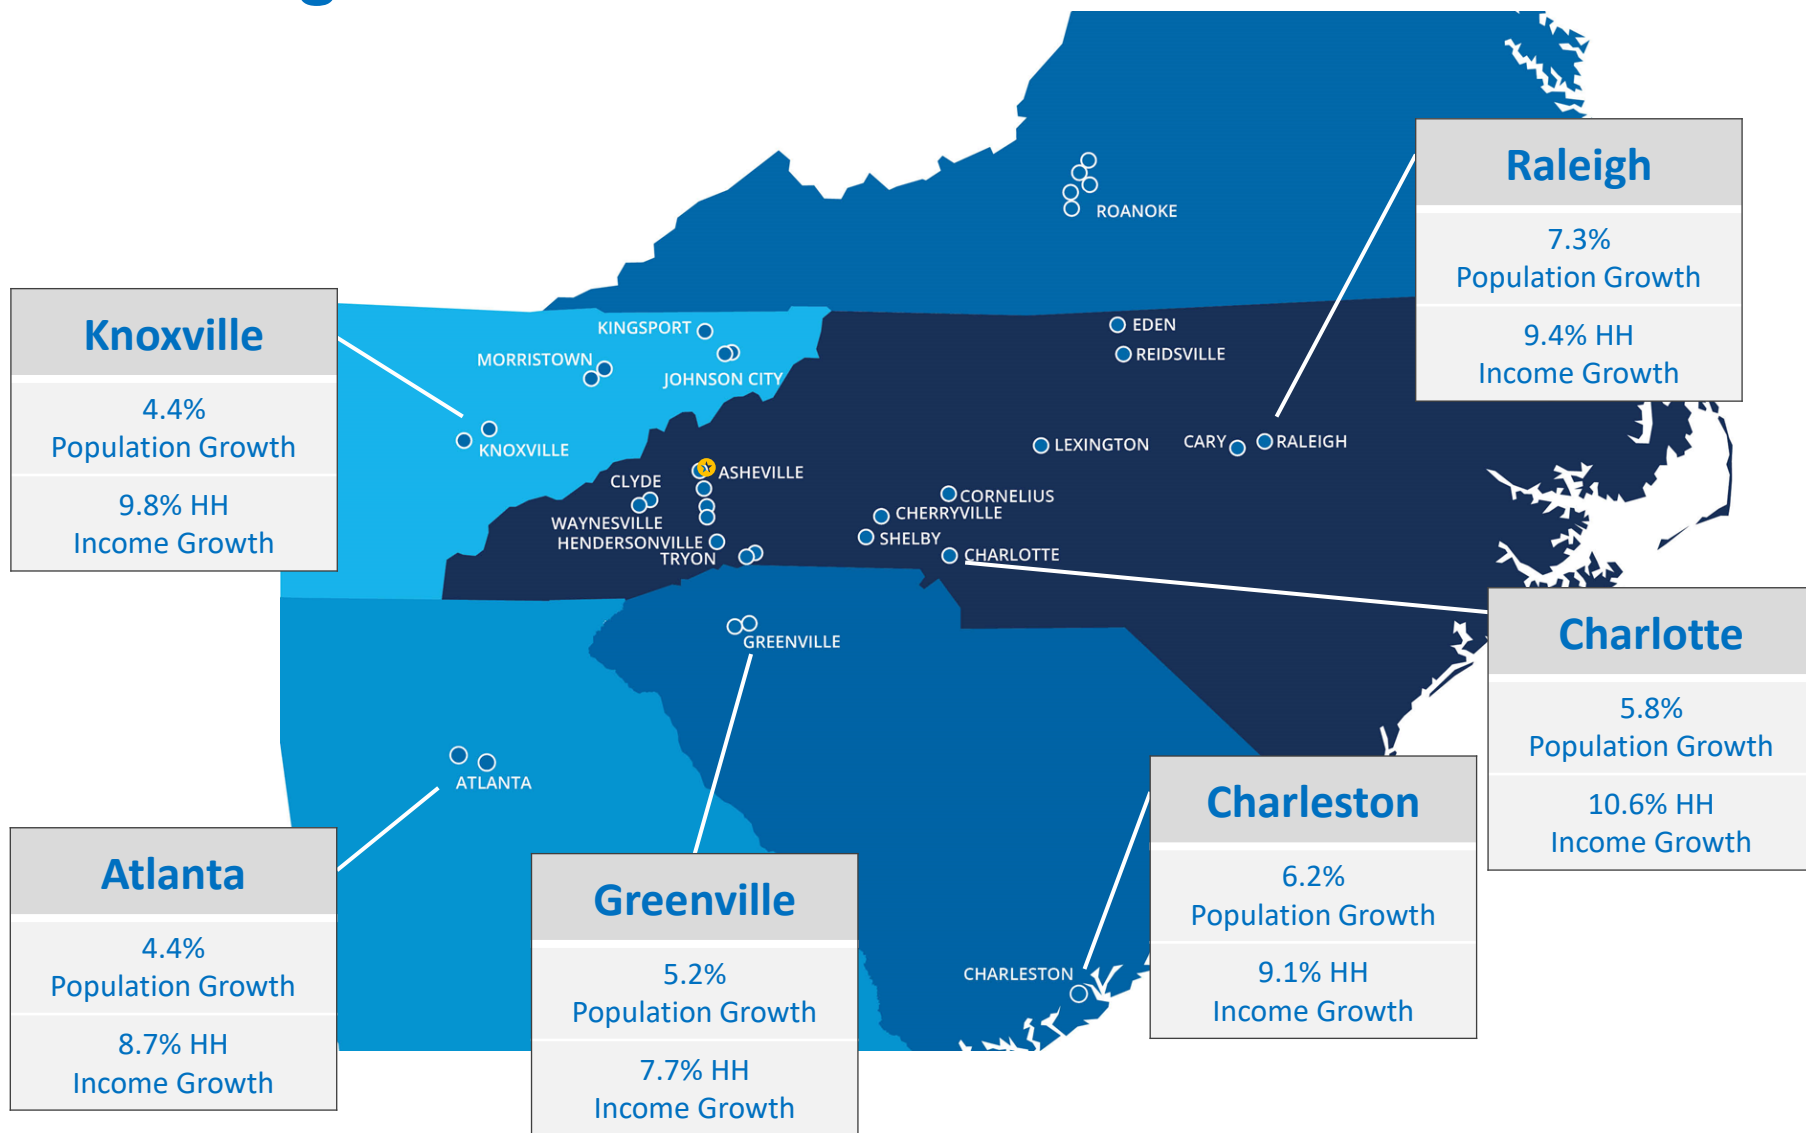 ROANOKE
Raleigh
7.3%
Population Growth
9.4% HH
Income Growth
Knoxville
4.4%
Population Growth
9.8% HH
Income Growth
KINGSPORT
MORRISTOWN
JOHNSON CITY
KNOXVILLE
EDEN
REIDSVILLE
LEXINGTON
CARY
RALEIGH
ASHEVILLE
CLYDE
WAYNESVILLE
HENDERSONVILLE
TRYON
CORNELIUS
CHERRYVILLE
SHELBY
CHARLOTTE
GREENVILLE
Charlotte
5.8%
Population Growth
10.6% HH
Income Growth
ATLANTA
Atlanta
4.4%
Population Growth
8.7% HH
Income Growth
Greenville
5.2%
Population Growth
7.7% HH
Income Growth
CHARLESTON
Charleston
6.2%
Population Growth
9.1% HH
Income Growth